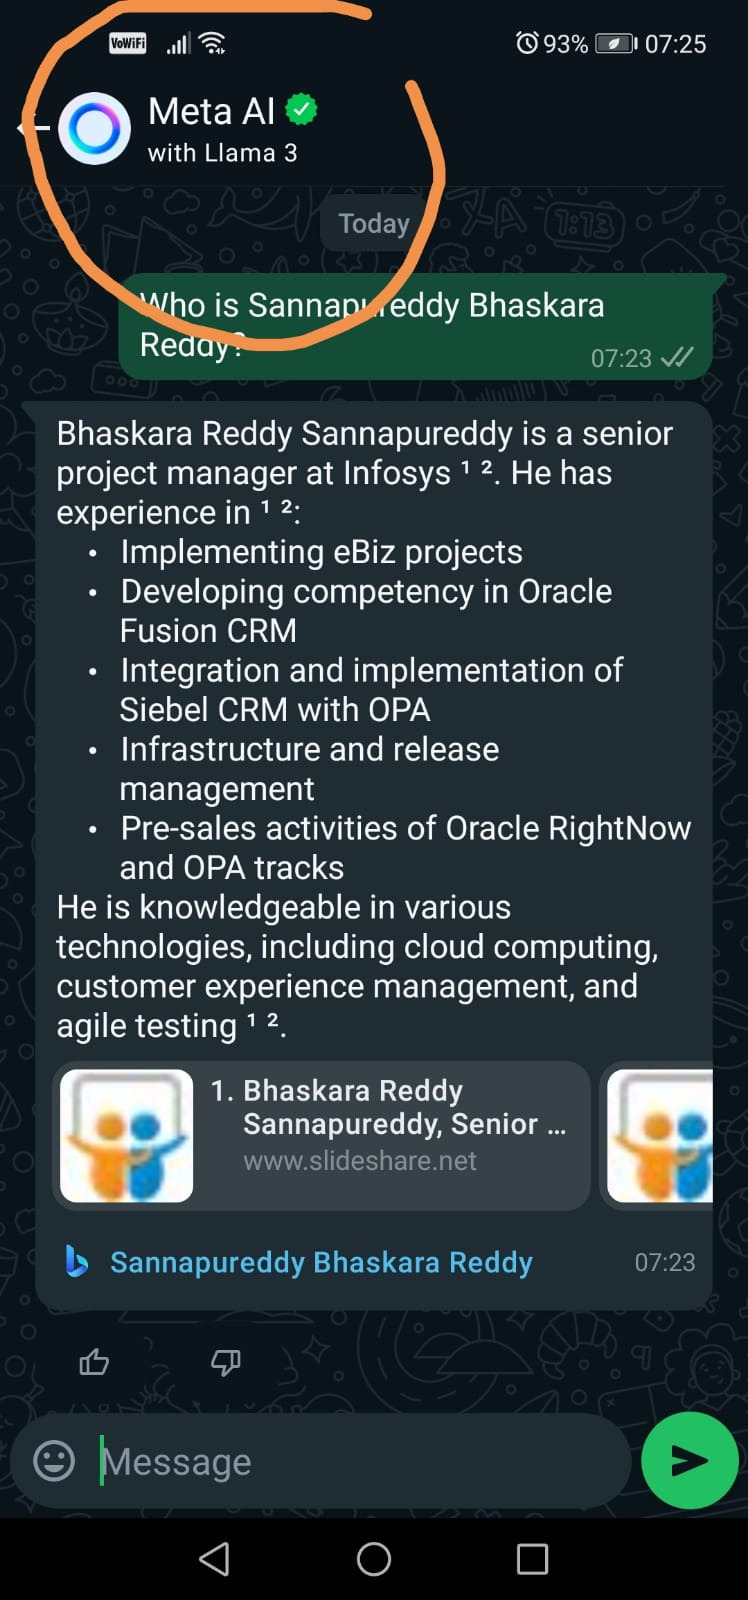 VoWiFi 93% 07:25
Meta AI
with Llama 3
Today
Who is Sannapureddy Bhaskara
Reddy?
07:23
Bhaskara Reddy Sannapureddy is a senior
project manager at Infosys ¹ ². He has
experience in ¹ ²:
• Implementing eBiz projects
• Developing competency in Oracle
Fusion CRM
• Integration and implementation of
Siebel CRM with OPA
• Infrastructure and release
management
• Pre-sales activities of Oracle RightNow
and OPA tracks
He is knowledgeable in various
technologies, including cloud computing,
customer experience management, and
agile testing ¹ ².
1. Bhaskara Reddy
Sannapureddy, Senior ...
www.slideshare.net
Sannapureddy Bhaskara Reddy
07:23
Message